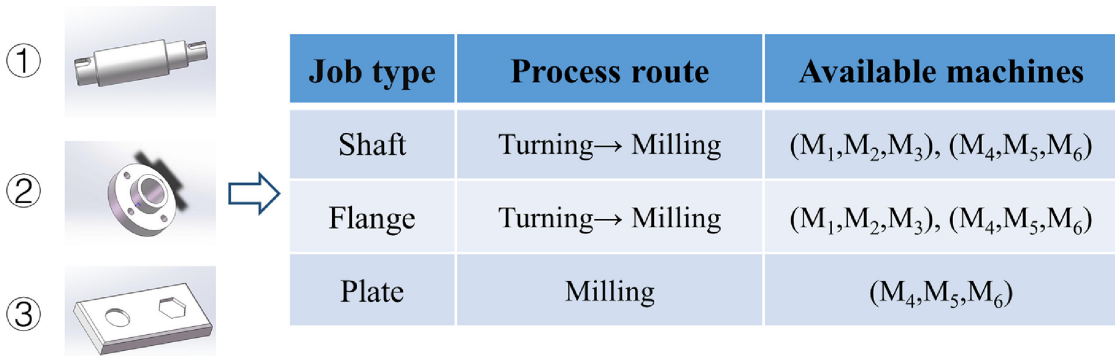 ①
②
③
Job type Process route Available machines
Shaft Turning→ Milling (M₁,M₂,M₃), (M₄,M₅,M₆)
Flange Turning→ Milling (M₁,M₂,M₃), (M₄,M₅,M₆)
Plate Milling (M₄,M₅,M₆)